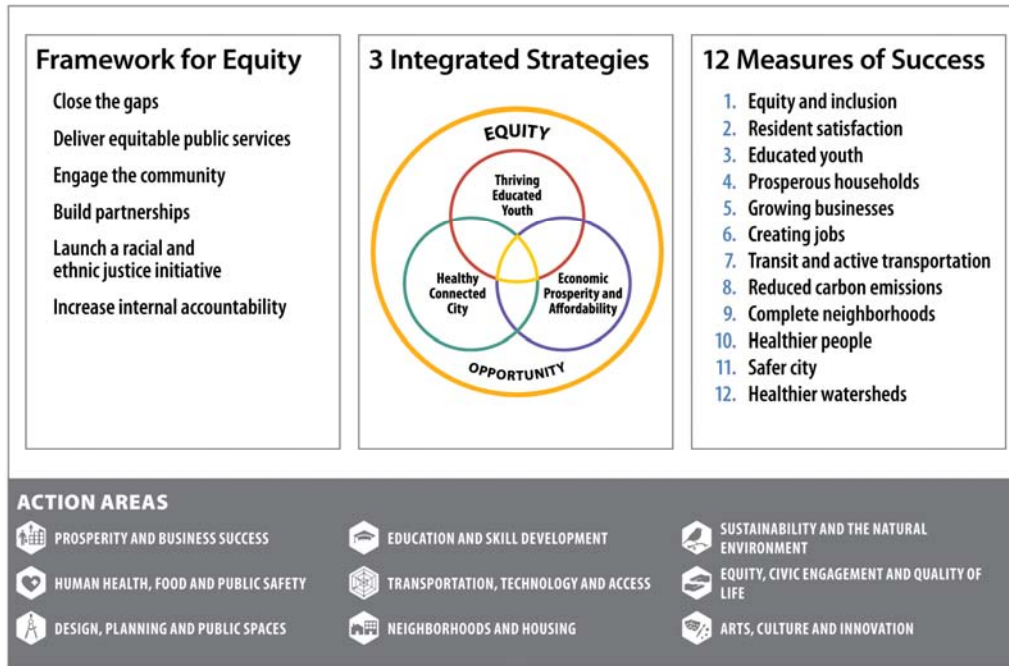 Framework for Equity
Close the gaps
Deliver equitable public services
Engage the community
Build partnerships
Launch a racial and
ethnic justice initiative
Increase internal accountability
3 Integrated Strategies
EQUITY
Thriving
Educated
Youth
Healthy
Connected
City
Economic
Prosperity and
Affordability
OPPORTUNITY
12 Measures of Success
1. Equity and inclusion
2. Resident satisfaction
3. Educated youth
4. Prosperous households
5. Growing businesses
6. Creating jobs
7. Transit and active transportation
8. Reduced carbon emissions
9. Complete neighborhoods
10. Healthier people
11. Safer city
12. Healthier watersheds
ACTION AREAS
PROSPERITY AND BUSINESS SUCCESS
HUMAN HEALTH, FOOD AND PUBLIC SAFETY
DESIGN, PLANNING AND PUBLIC SPACES
EDUCATION AND SKILL DEVELOPMENT
TRANSPORTATION, TECHNOLOGY AND ACCESS
NEIGHBORHOODS AND HOUSING
SUSTAINABILITY AND THE NATURAL
ENVIRONMENT
EQUITY, CIVIC ENGAGEMENT AND QUALITY OF
LIFE
ARTS, CULTURE AND INNOVATION